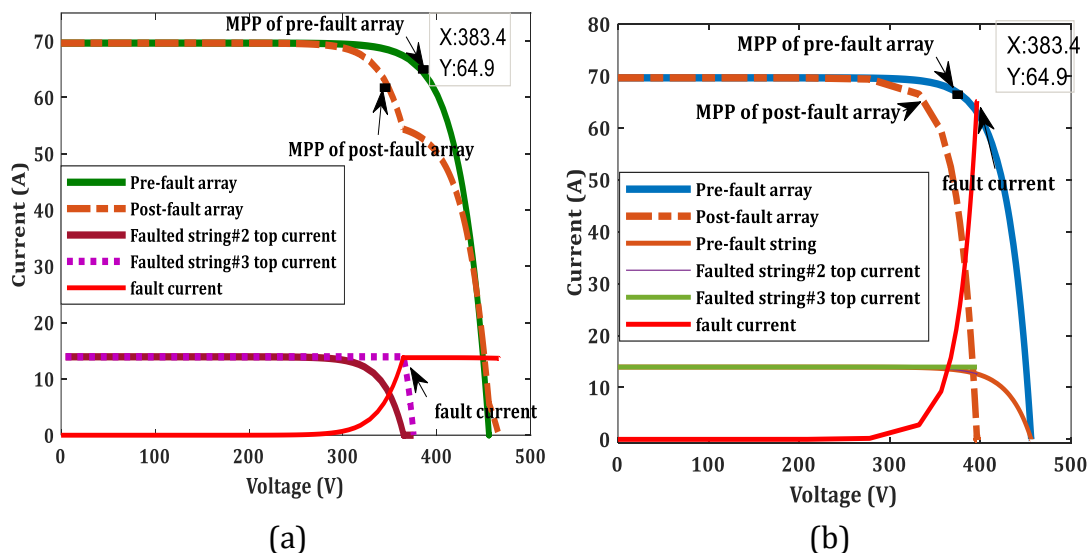 MPP of pre-fault array
X:383.4
Y:64.9
MPP of post-fault array
Pre-fault array
Post-fault array
Faulted string#2 top current
Faulted string#3 top current
fault current
fault current
Current (A)
70
60
50
40
30
20
10
0
0
100
200
300
400
500
Voltage (V)
(a)
MPP of pre-fault array
X:383.4
Y:64.9
MPP of post-fault array
fault current
Pre-fault array
Post-fault array
Pre-fault string
Faulted string#2 top current
Faulted string#3 top current
fault current
Current (A)
80
70
60
50
40
30
20
10
0
0
100
200
300
400
500
Voltage (V)
(b)